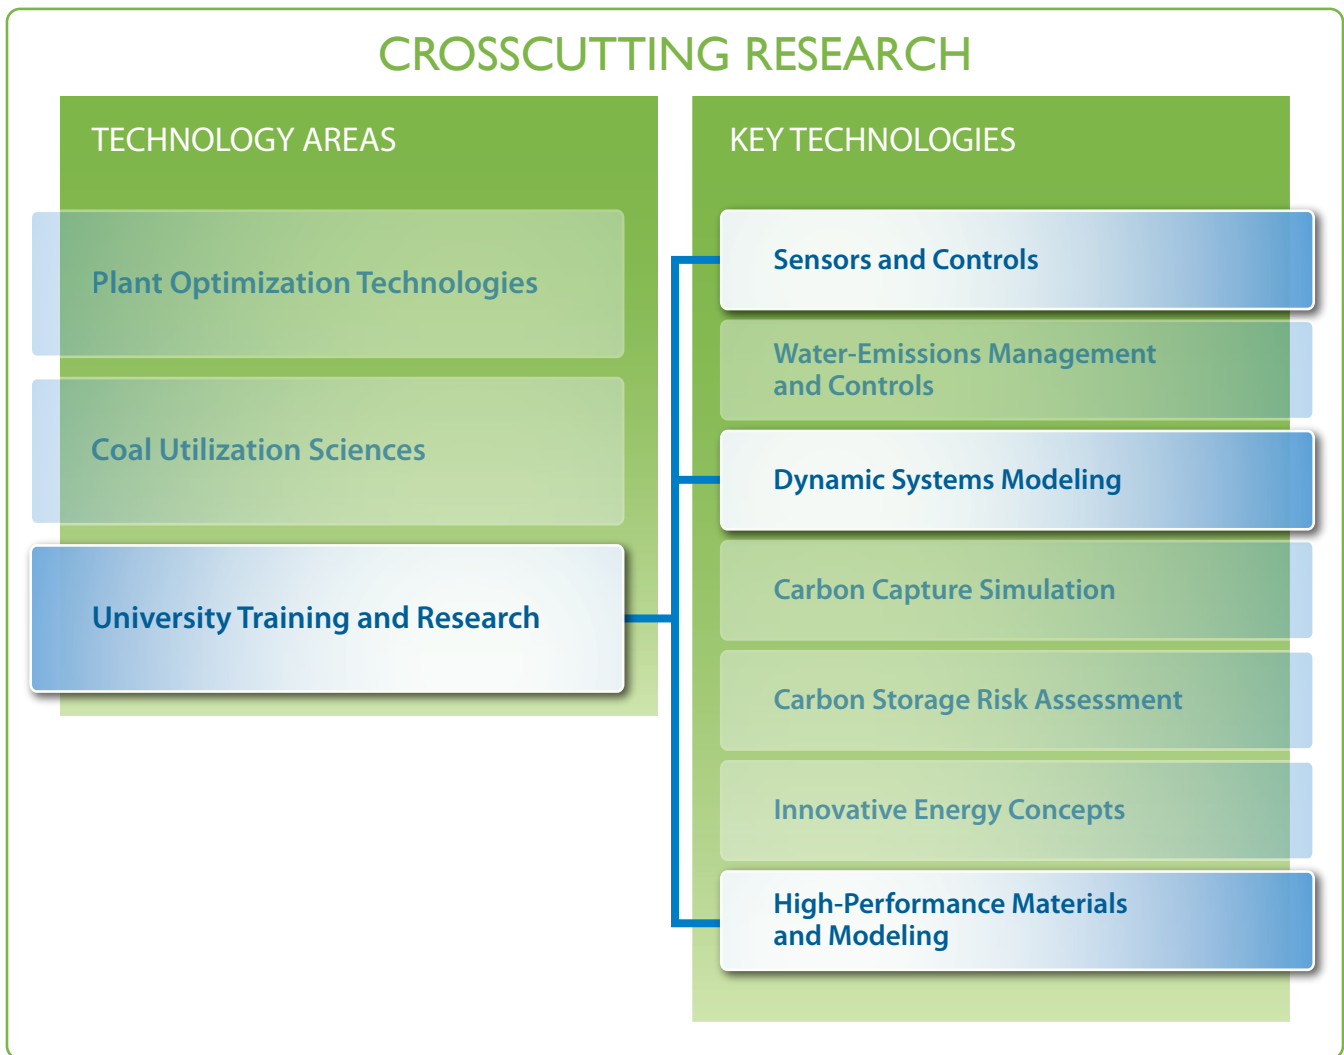 CROSSCUTTING RESEARCH
TECHNOLOGY AREAS
Plant Optimization Technologies
Coal Utilization Sciences
University Training and Research
KEY TECHNOLOGIES
Sensors and Controls
Water-Emissions Management
and Controls
Dynamic Systems Modeling
Carbon Capture Simulation
Carbon Storage Risk Assessment
Innovative Energy Concepts
High-Performance Materials
and Modeling